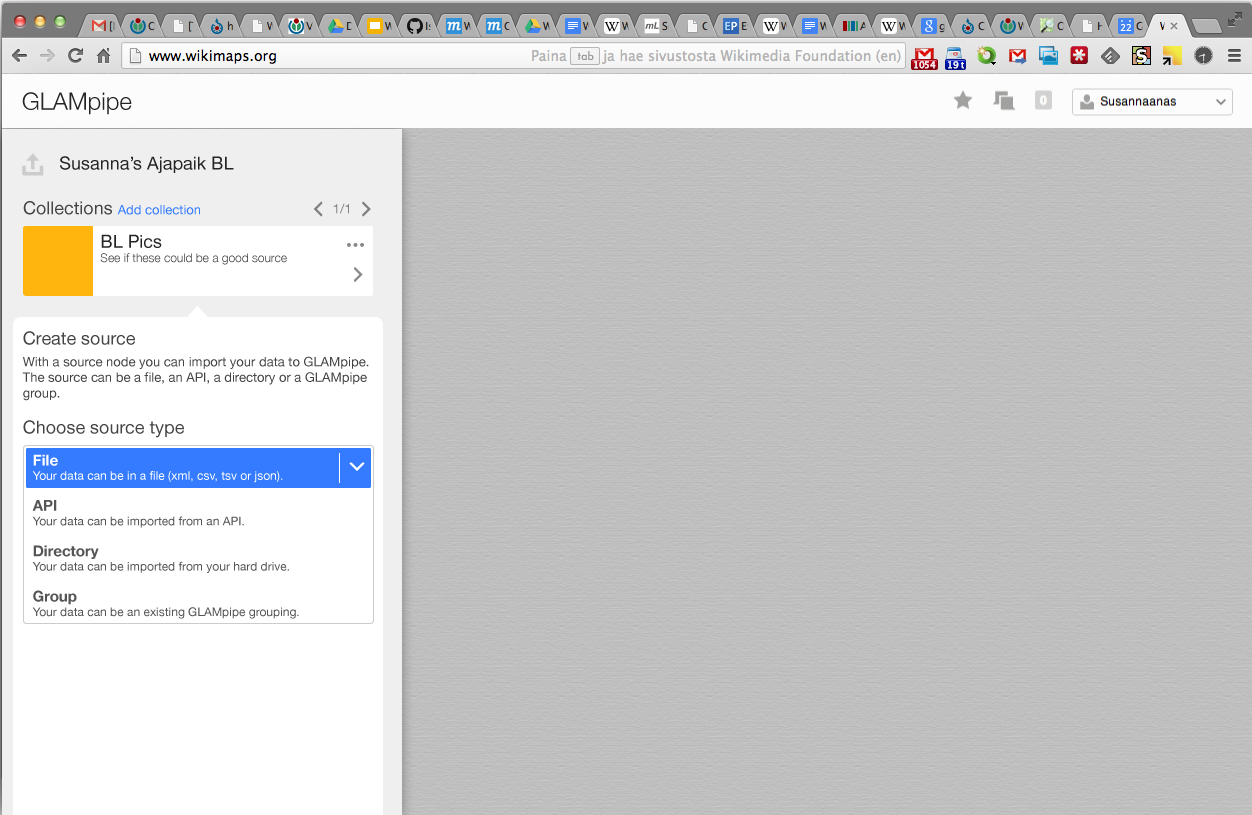 www.wikimaps.org
Paina tab ja hae sivustosta Wikimedia Foundation (en)
1054
19t
GLAMpipe
0
Susannaanas
Susanna’s Ajapaik BL
Collections Add collection
1/1
BL Pics
See if these could be a good source
Create source
With a source node you can import your data to GLAMpipe.
The source can be a file, an API, a directory or a GLAMpipe
group.
Choose source type
File
Your data can be in a file (xml, csv, tsv or json).
API
Your data can be imported from an API.
Directory
Your data can be imported from your hard drive.
Group
Your data can be an existing GLAMpipe grouping.